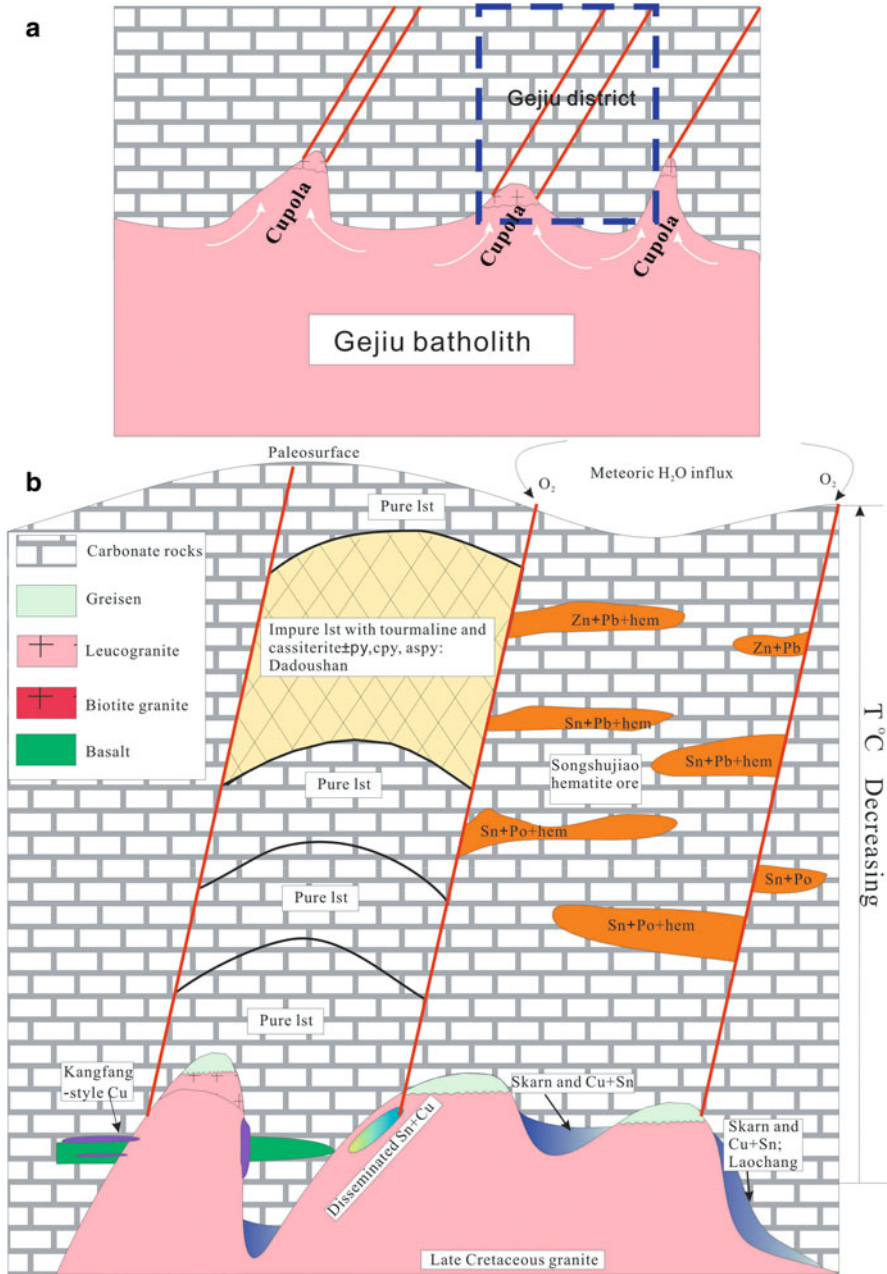 a
Gejiu district
Cupola
Cupola
Cupola
Gejiu batholith
b
Paleosurface
O₂
Meteoric H₂O influx
O₂
Pure lst
Carbonate rocks
Greisen
Leucogranite
Biotite granite
Basalt
Impure lst with tourmaline and
cassiterite±py,cpy, aspy:
Dadoushan
Zn+Pb+hem
Zn+Pb
Sn+Pb+hem
Songshujiao
hematite ore
Sn+Pb+hem
Pure lst
Sn+Po+hem
Sn+Po
Pure lst
Sn+Po+hem
T °C Decreasing
Pure lst
Kangfang
-style Cu
Skarn and Cu+Sn
Disseminated Sn+Cu
Skarn and
Cu+Sn;
Laochang
Late Cretaceous granite